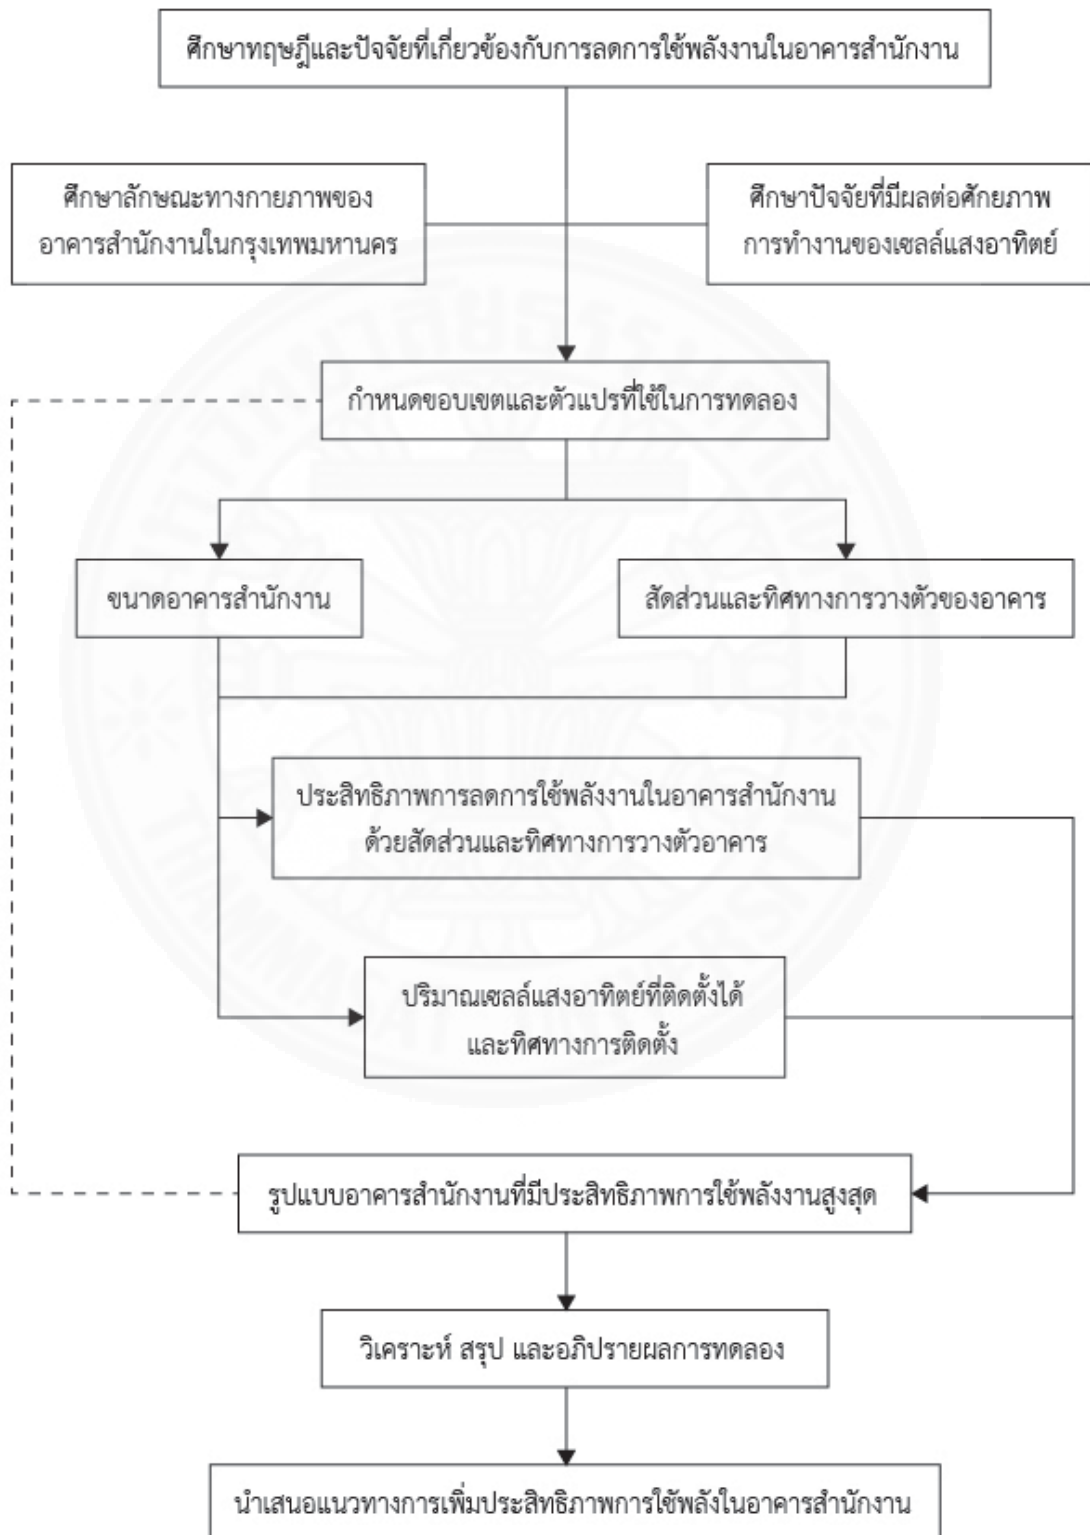 ศึกษาทฤษฎีและปัจจัยที่เกี่ยวข้องกับการลดการใช้พลังงานในอาคารสำนักงาน
ศึกษาลักษณะทางกายภาพของ
อาคารสำนักงานในกรุงเทพมหานคร
ศึกษาปัจจัยที่มีผลต่อศักยภาพ
การทำงานของเซลล์แสงอาทิตย์
กำหนดขอบเขตและตัวแปรที่ใช้ในการทดลอง
ขนาดอาคารสำนักงาน
สัดส่วนและทิศทางการวางตัวของอาคาร
ประสิทธิภาพการลดการใช้พลังงานในอาคารสำนักงาน
ด้วยสัดส่วนและทิศทางการวางตัวอาคาร
ปริมาณเซลล์แสงอาทิตย์ที่ติดตั้งได้
และทิศทางการติดตั้ง
รูปแบบอาคารสำนักงานที่มีประสิทธิภาพการใช้พลังงานสูงสุด
วิเคราะห์ สรุป และอภิปรายผลการทดลอง
นำเสนอแนวทางการเพิ่มประสิทธิภาพการใช้พลังในอาคารสำนักงาน